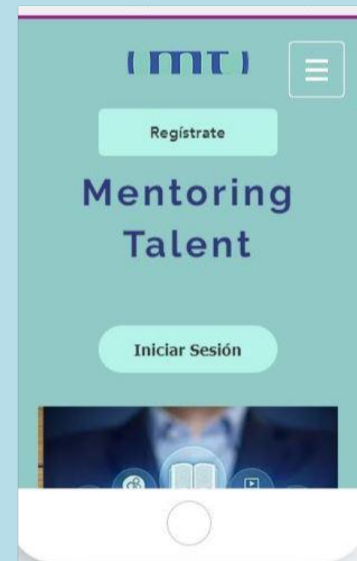 (mt)
Regístrate
Mentoring
Talent
Iniciar Sesión